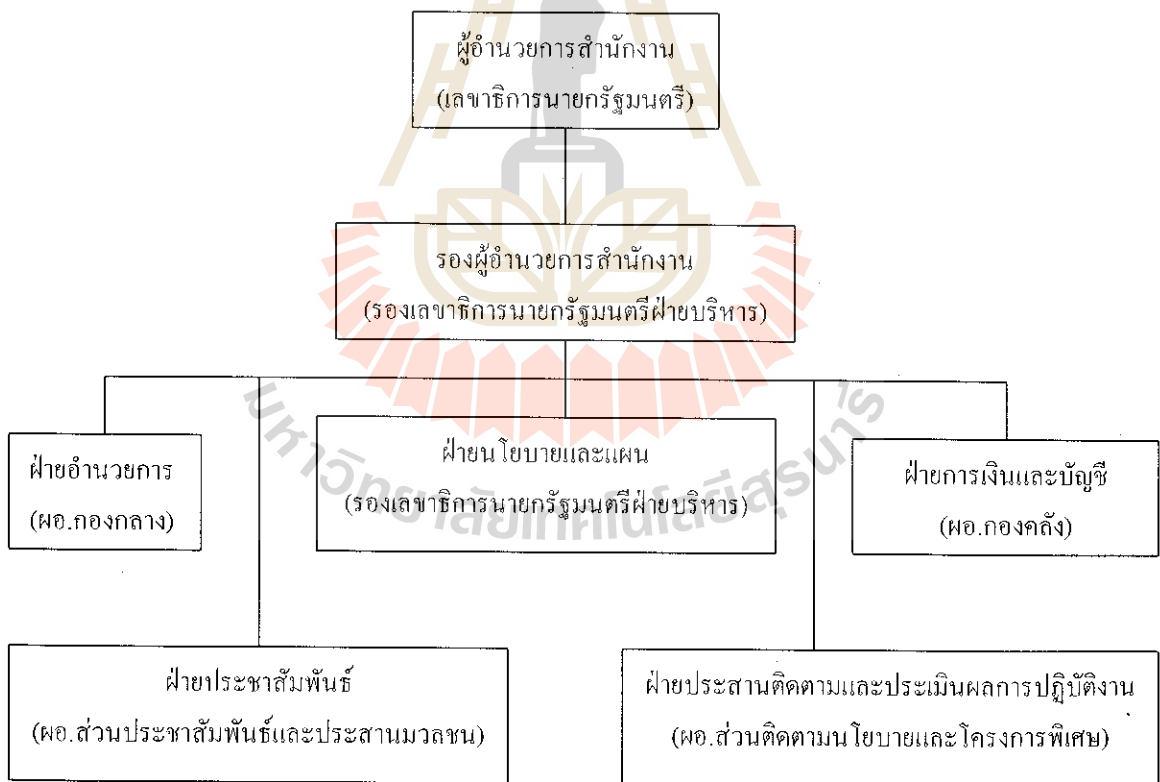 ผู้อำนวยการสำนักงาน
(เลขาธิการนายกรัฐมนตรี)
รองผู้อำนวยการสำนักงาน
(รองเลขาธิการนายกรัฐมนตรีฝ่ายบริหาร)
ฝ่ายอำนวยการ
(ผอ.กองกลาง)
ฝ่ายนโยบายและแผน
(รองเลขาธิการนายกรัฐมนตรีฝ่ายบริหาร)
ฝ่ายการเงินและบัญชี
(ผอ.กองคลัง)
มหาวิทยาลัยเทคโนโลยีสุรนารี
ฝ่ายประชาสัมพันธ์
(ผอ.ส่วนประชาสัมพันธ์และประสานมวลชน)
ฝ่ายประสานติดตามและประเมินผลการปฏิบัติงาน
(ผอ.ส่วนติดตามนโยบายและโครงการพิเศษ)